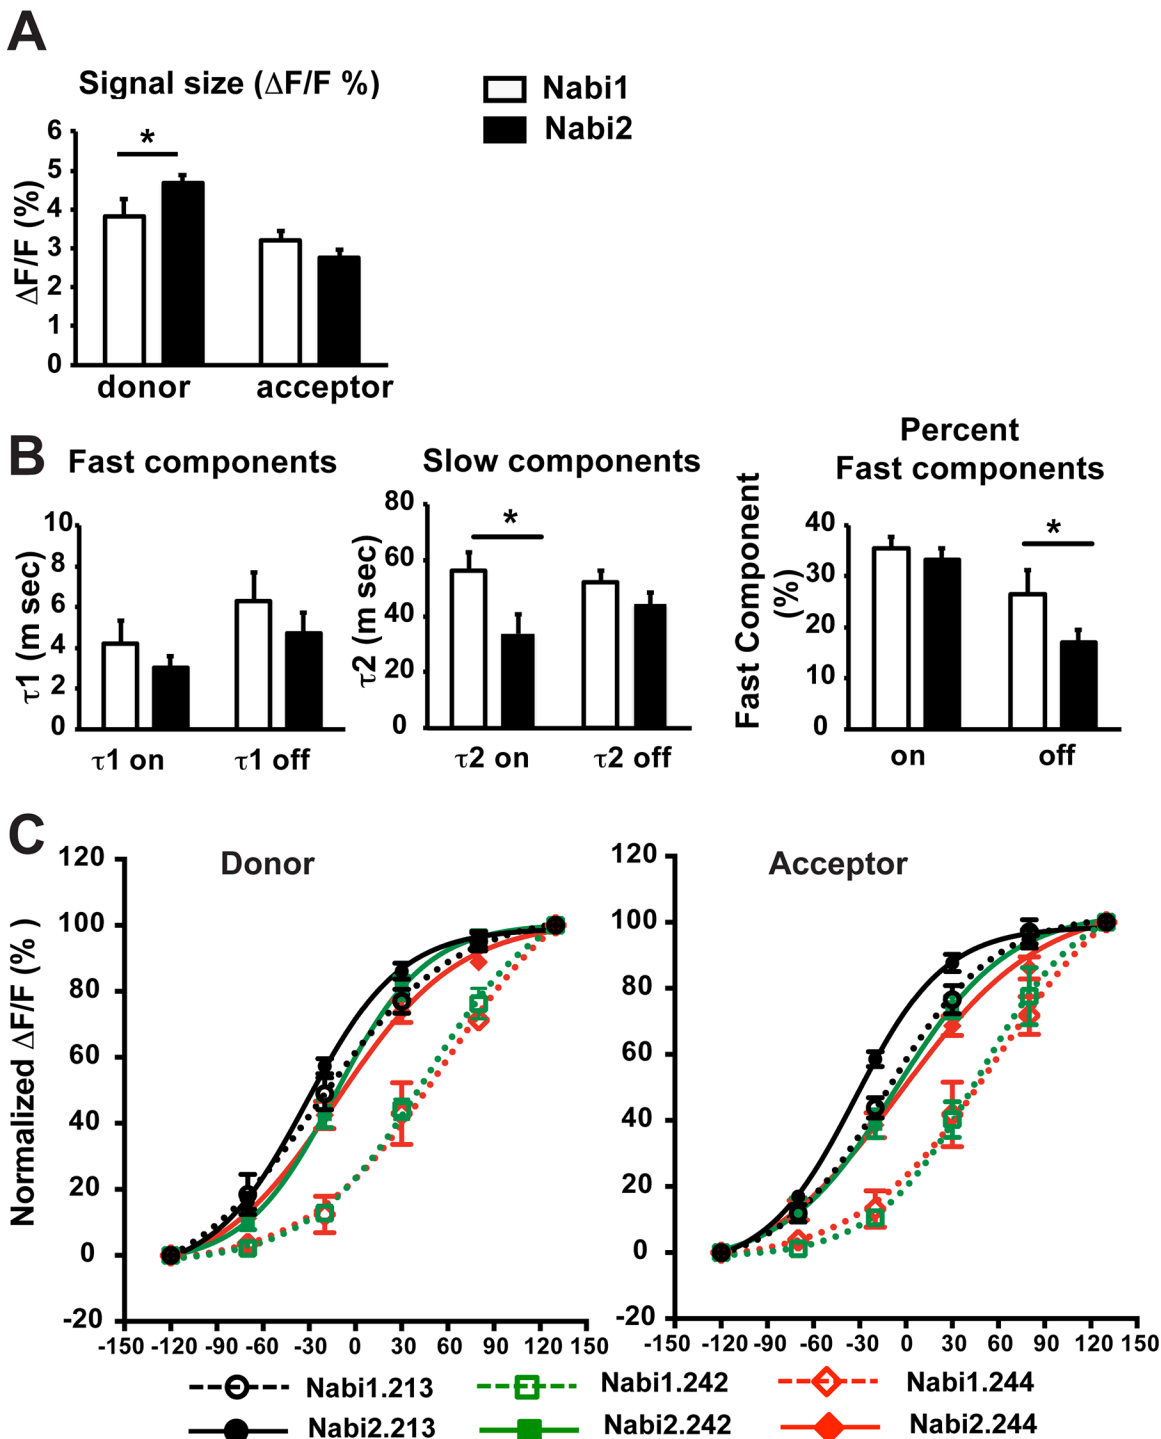 A
Signal size (ΔF/F %)
Nabi1
Nabi2
ΔF/F (%)
6
5
4
3
2
1
0
*
donor
acceptor
B
Fast components
τ1 (m sec)
10
8
6
4
2
0
τ1 on
τ1 off
Slow components
τ2 (m sec)
80
60
40
20
0
*
τ2 on
τ2 off
Percent
Fast components
Fast Component
(%)
40
30
20
10
0
*
on
off
C
Donor
Normalized ΔF/F (% )
120
100
80
60
40
20
0
-20
-150 -120 -90 -60 -30 0 30 60 90 120 150
Acceptor
120
100
80
60
40
20
0
-20
-150 -120 -90 -60 -30 0 30 60 90 120 150
Nabi1.213
Nabi1.242
Nabi1.244
Nabi2.213
Nabi2.242
Nabi2.244